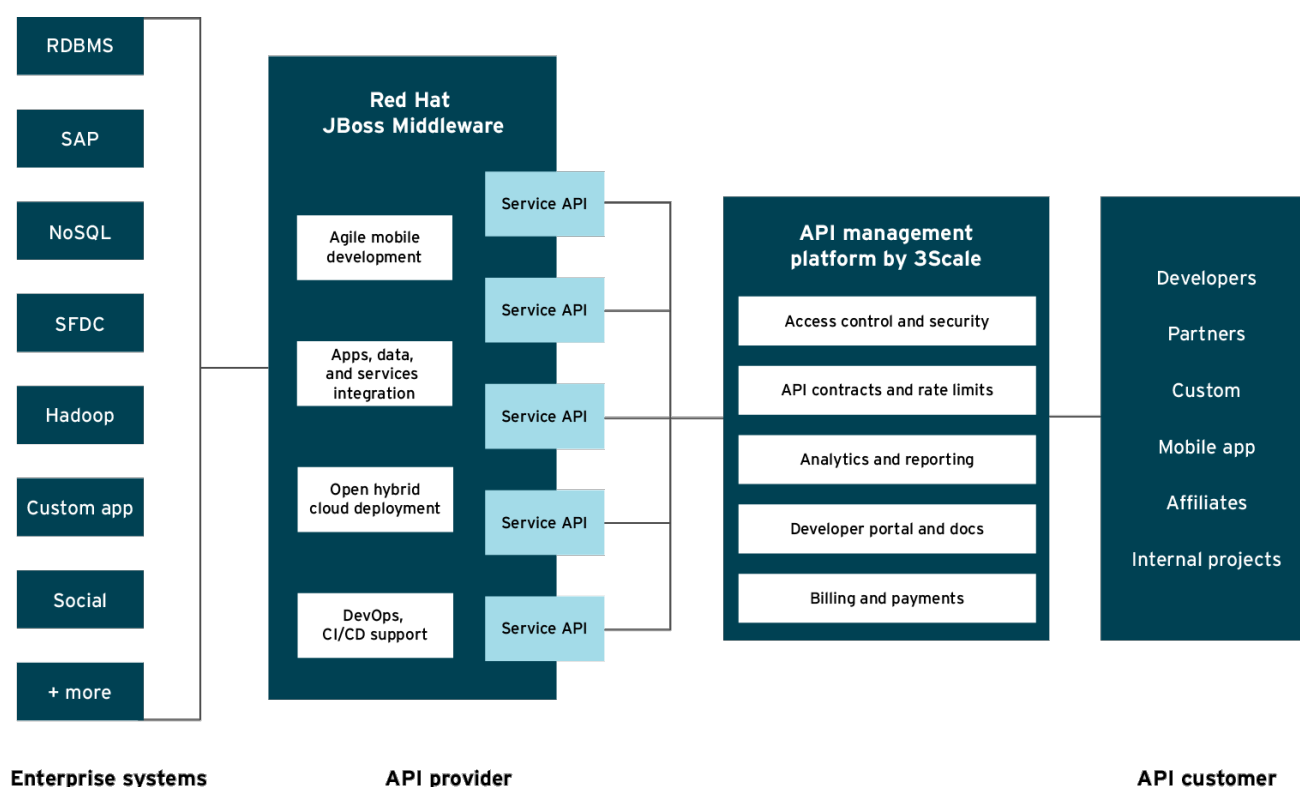 RDBMS
SAP
NoSQL
SFDC
Hadoop
Custom app
Social
+ more
Enterprise systems
Red Hat
JBoss Middleware
Agile mobile
development
Apps, data,
and services
integration
Open hybrid
cloud deployment
DevOps,
CI/CD support
Service API
Service API
Service API
Service API
Service API
API provider
API management
platform by 3Scale
Access control and security
API contracts and rate limits
Analytics and reporting
Developer portal and docs
Billing and payments
Developers
Partners
Custom
Mobile app
Affiliates
Internal projects
API customer